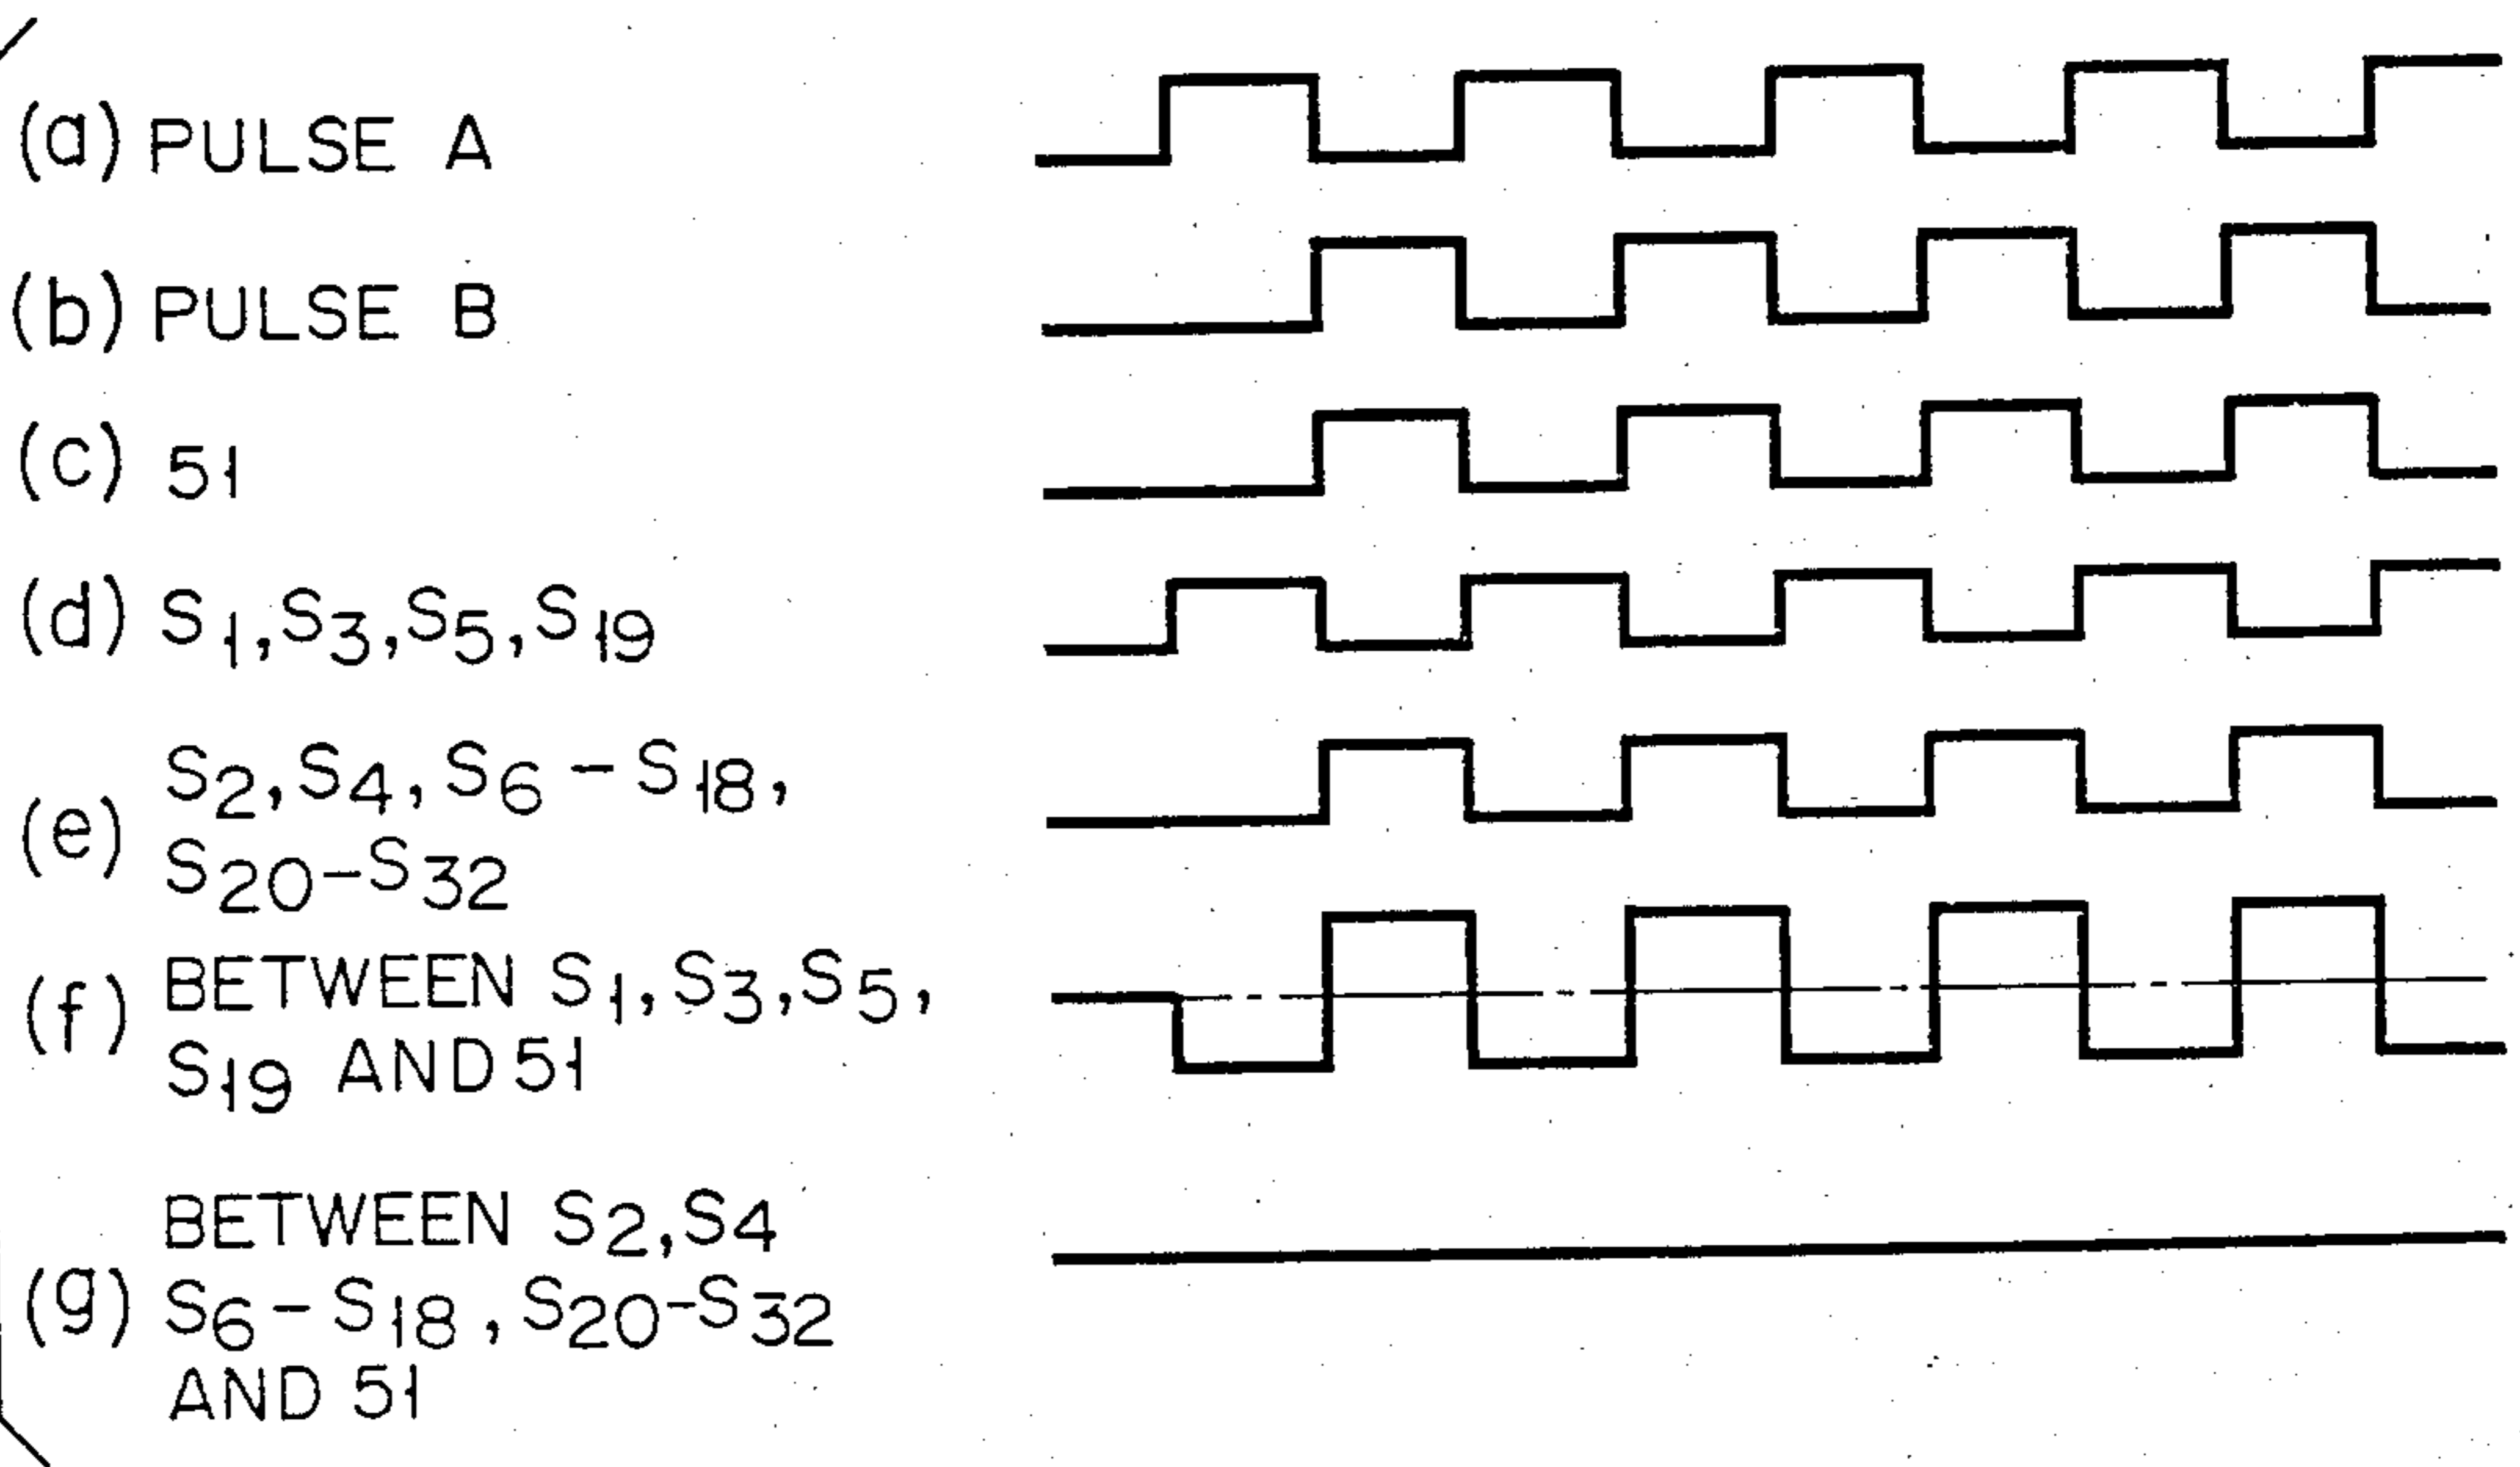 (a) PULSE A
(b) PULSE B
(c) 51
(d) S1,S3,S5,S19
(e) S2,S4,S6-S18,
S20-S32
(f) BETWEEN S1,S3,S5,
S19 AND 51
(g) BETWEEN S2,S4
S6-S18,S20-S32
AND 51